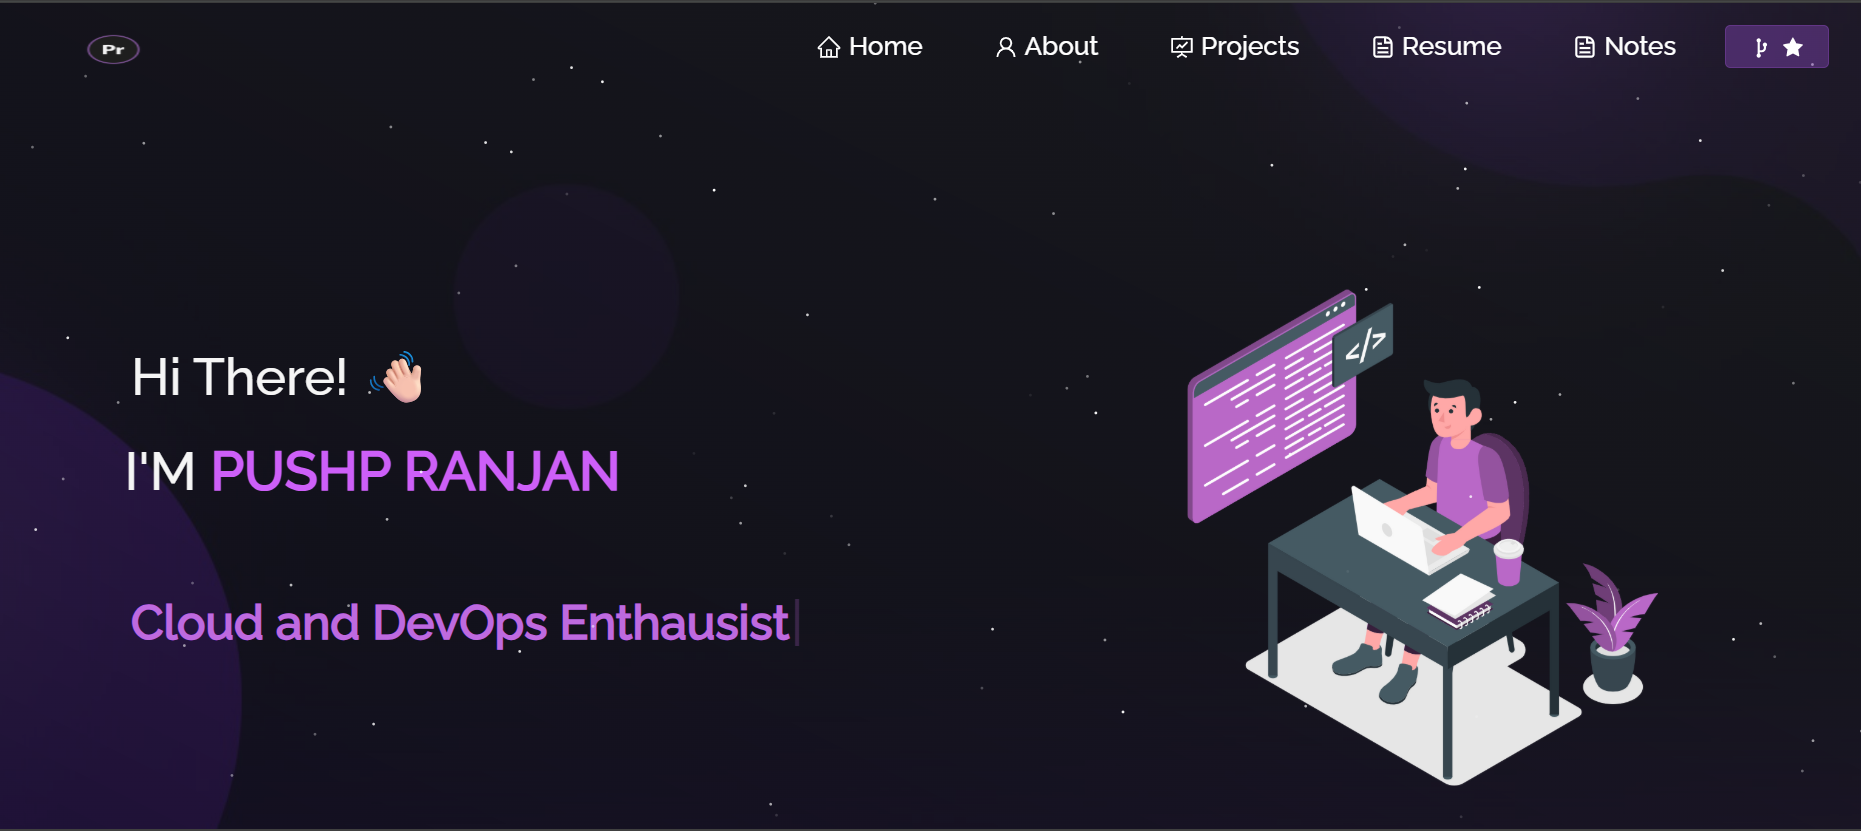 Pr
Home
About
Projects
Resume
Notes
</>
Hi There! 👋🏻
I'M PUSHP RANJAN
Cloud and DevOps Enthausist